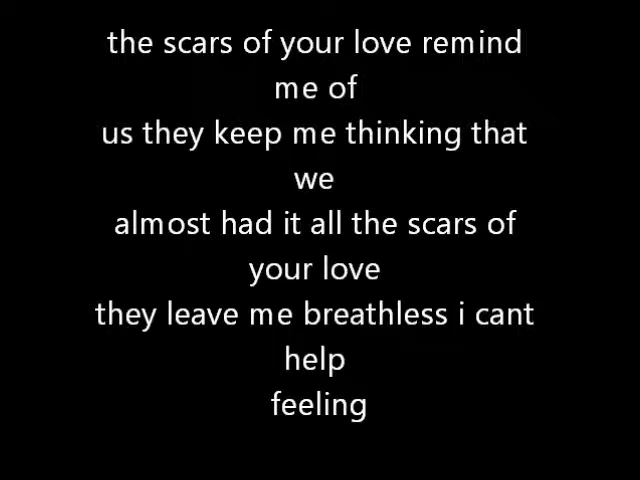 the scars of your love remind
me of
us they keep me thinking that
we
almost had it all the scars of
your love
they leave me breathless i cant
help
feeling